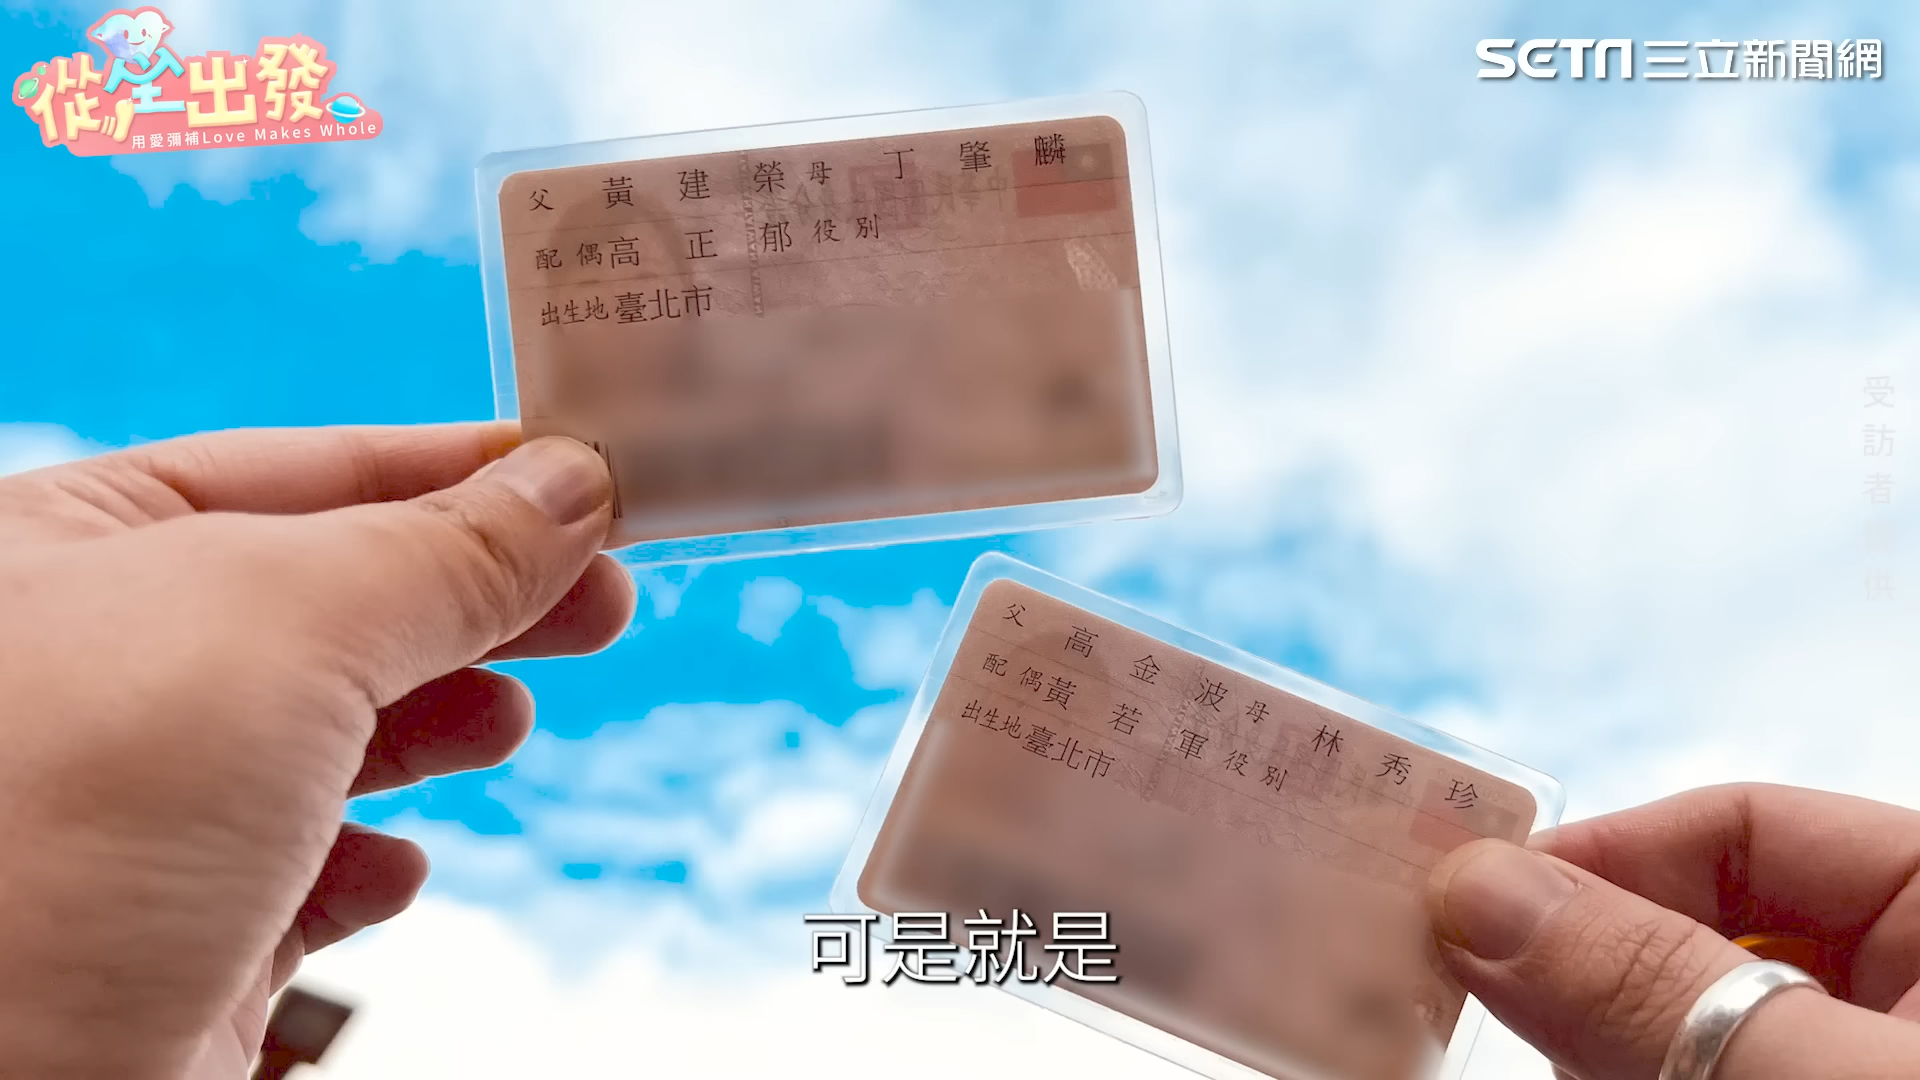 從坌出發
用愛彌補Love Makes Whole
SETN三立新聞網
父 黃建榮 母 丁肇麟
配偶 高正郁 役別
出生地 臺北市
父 高金波 母 林秀珍
配偶 黃若軍 役別
出生地 臺北市
受訪者提供
可是就是